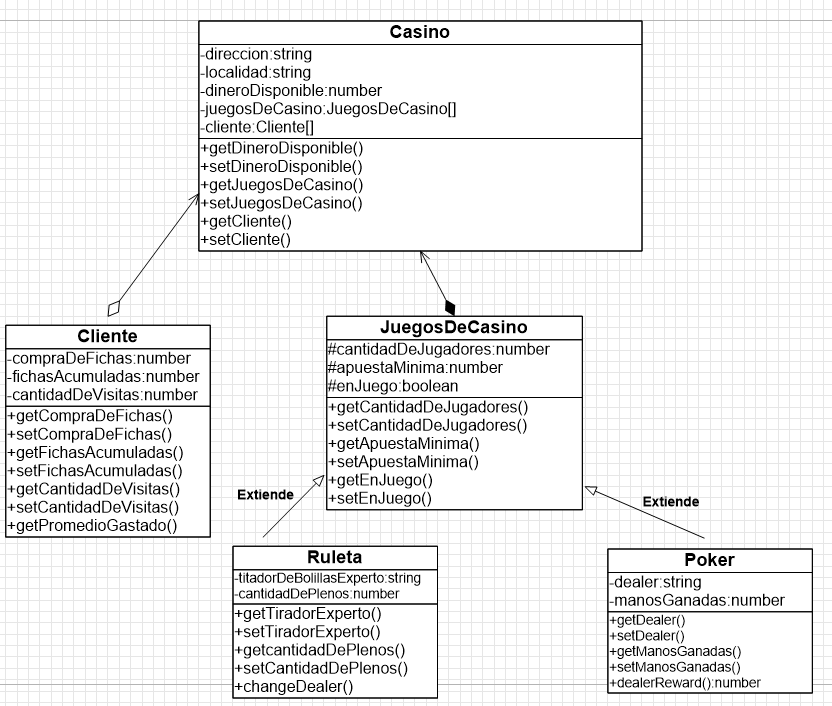 Casino
-direccion:string
-localidad:string
-dineroDisponible:number
-juegosDeCasino:JuegosDeCasino[]
-cliente:Cliente[]
+getDineroDisponible()
+setDineroDisponible()
+getJuegosDeCasino()
+setJuegosDeCasino()
+getCliente()
+setCliente()
Cliente
-compraDeFichas:number
-fichasAcumuladas:number
-cantidadDeVisitas:number
+getCompraDeFichas()
+setCompraDeFichas()
+getFichasAcumuladas()
+setFichasAcumuladas()
+getCantidadDeVisitas()
+setCantidadDeVisitas()
+getPromedioGastado()
JuegosDeCasino
#cantidadDeJugadores:number
#apuestaMinima:number
#enJuego:boolean
+getCantidadDeJugadores()
+setCantidadDeJugadores()
+getApuestaMinima()
+setApuestaMinima()
+getEnJuego()
+setEnJuego()
Extiende
Extiende
Ruleta
-titadorDeBolillasExperto:string
-cantidadDePlenos:number
+getTiradorExperto()
+setTiradorExperto()
+getcantidadDePlenos()
+setCantidadDePlenos()
+changeDealer()
Poker
-dealer:string
-manosGanadas:number
+getDealer()
+setDealer()
+getManosGanadas()
+setManosGanadas()
+dealerReward():number